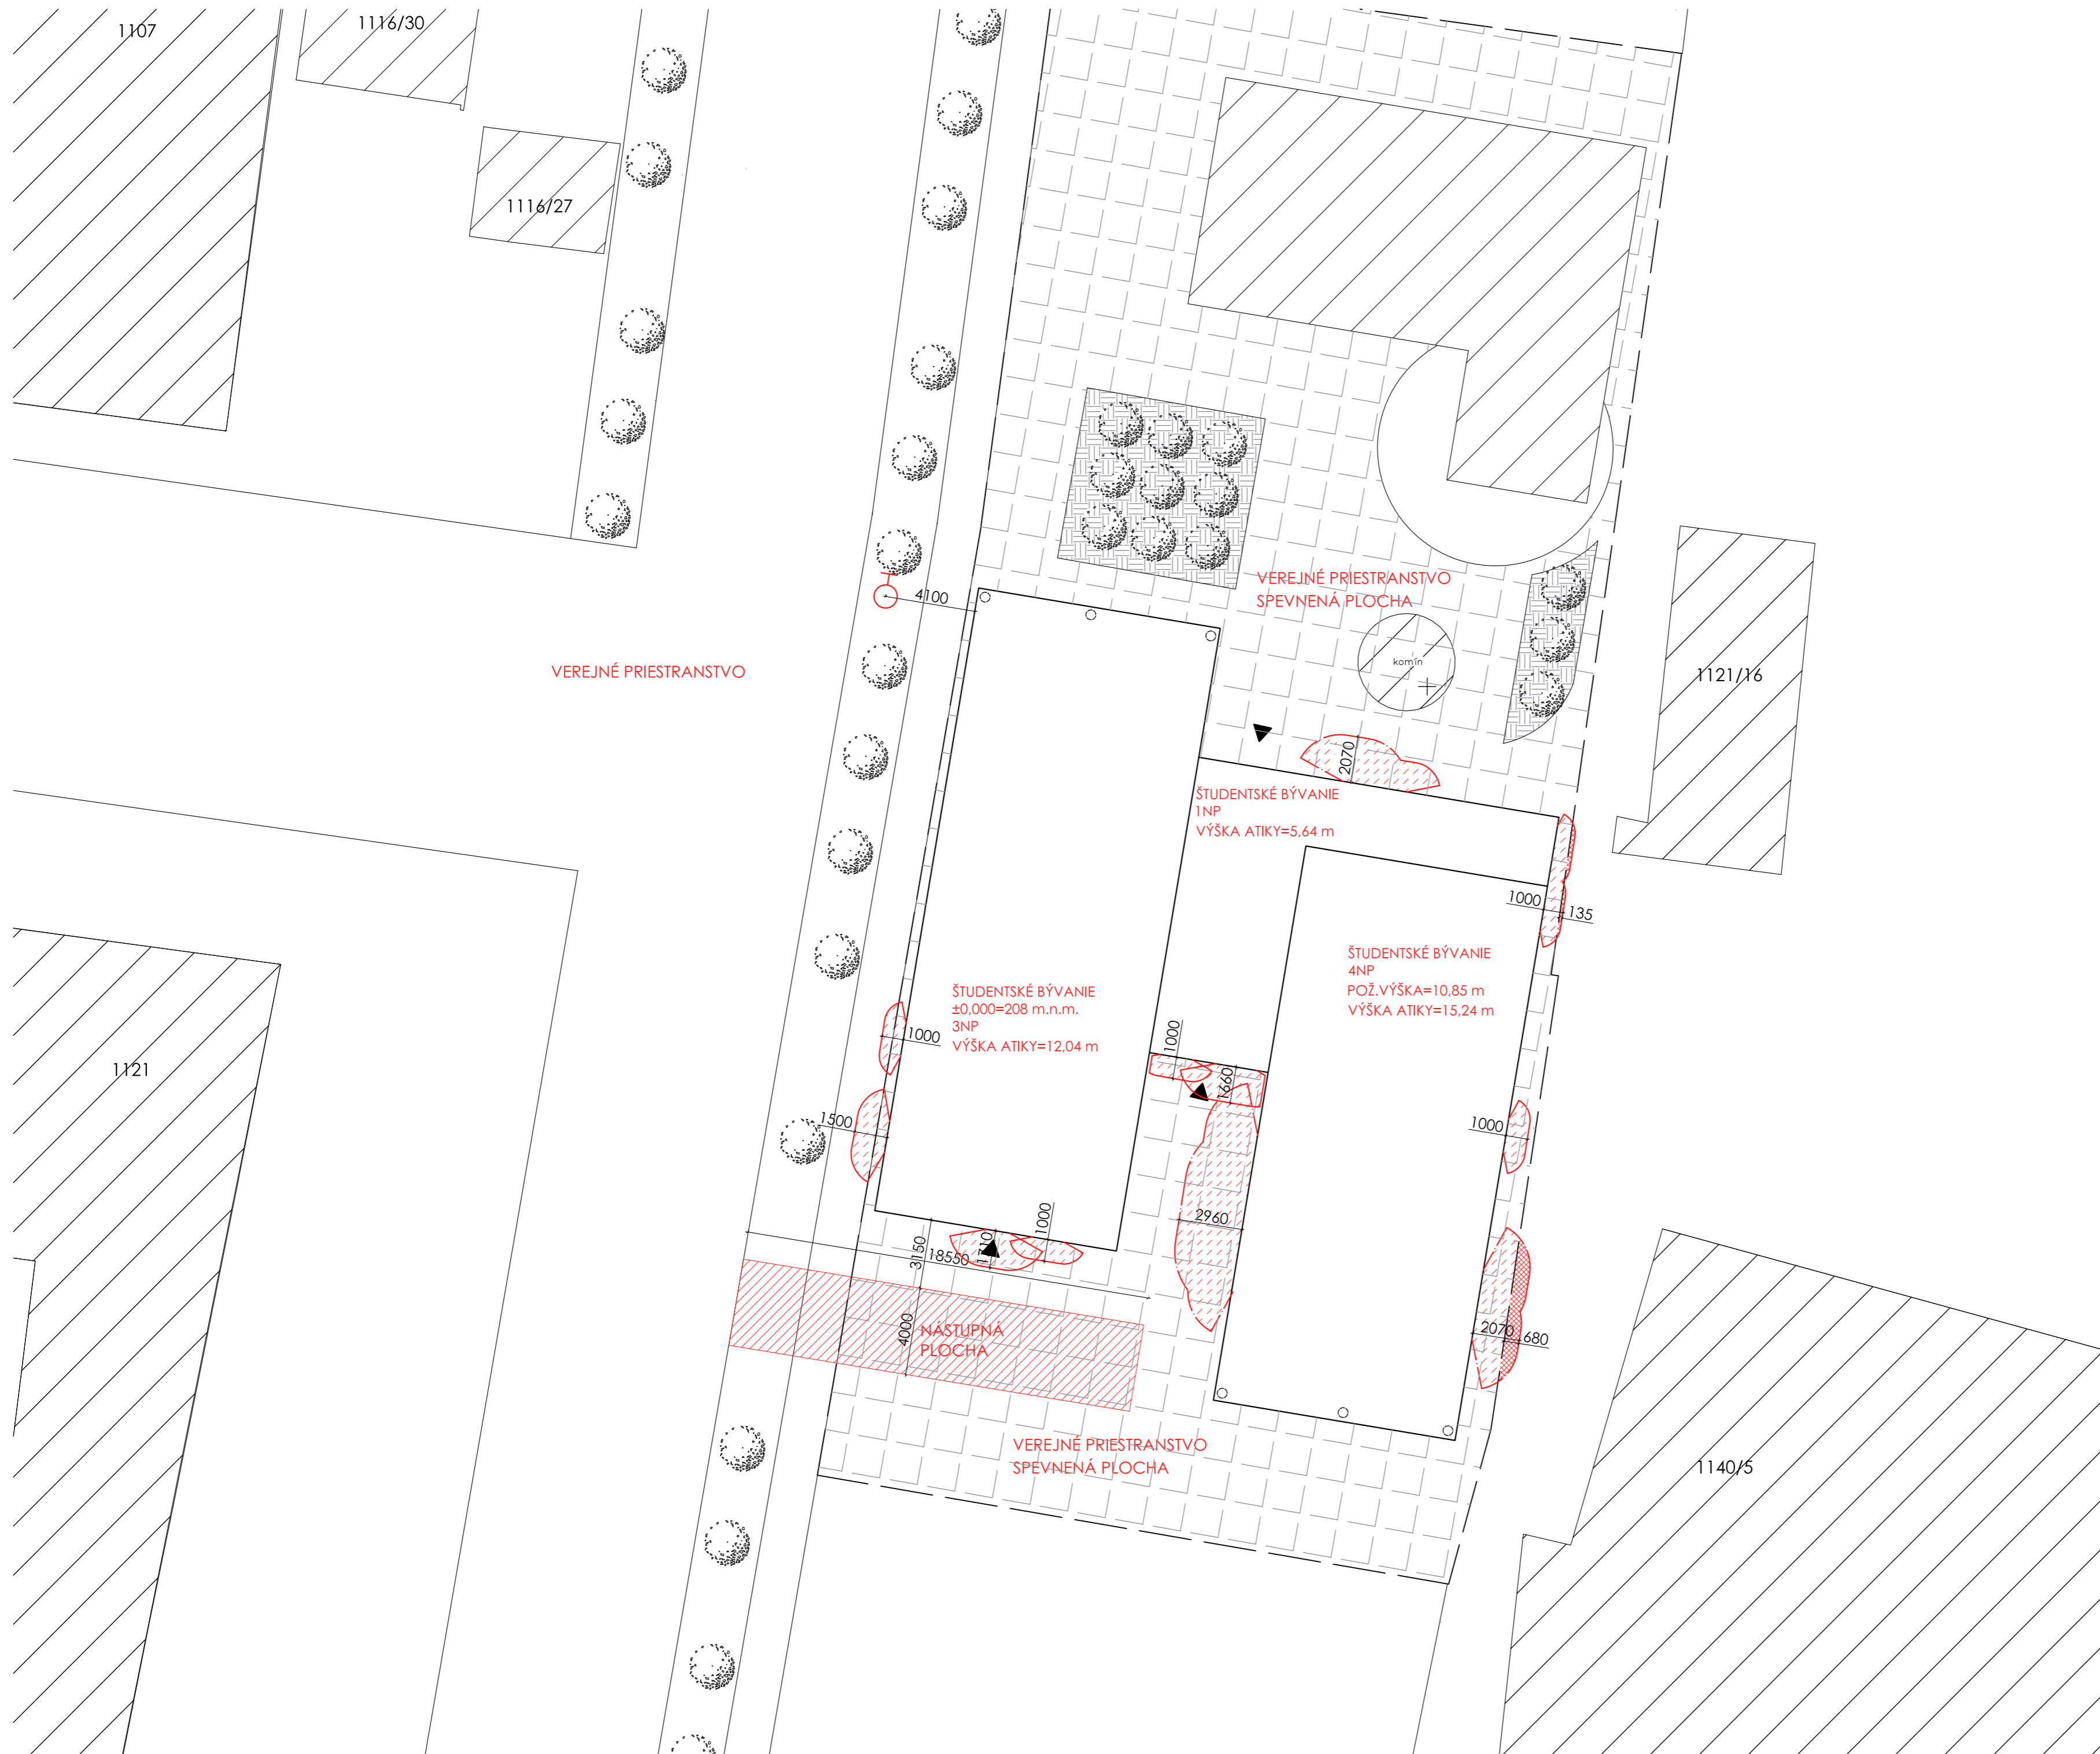 1107
1116/30
1116/27
4100
VEREJNÉ PRIESTRANSTVO
SPEVNENÁ PLOCHA
VEREJNÉ PRIESTRANSTVO
komín
1121/16
2070
ŠTUDENTSKÉ BÝVANIE
1NP
VÝŠKA ATIKY=5,64 m
1000
135
ŠTUDENTSKÉ BÝVANIE
4NP
POŽ.VÝŠKA=10,85 m
VÝŠKA ATIKY=15,24 m
ŠTUDENTSKÉ BÝVANIE
±0,000=208 m.n.m.
3NP
VÝŠKA ATIKY=12,04 m
1000
1000
1660
1121
1500
1000
1000
2960
3150
18550
1710
2070
680
4000
NÁSTUPNÁ
PLOCHA
VEREJNÉ PRIESTRANSTVO
SPEVNENÁ PLOCHA
1140/5